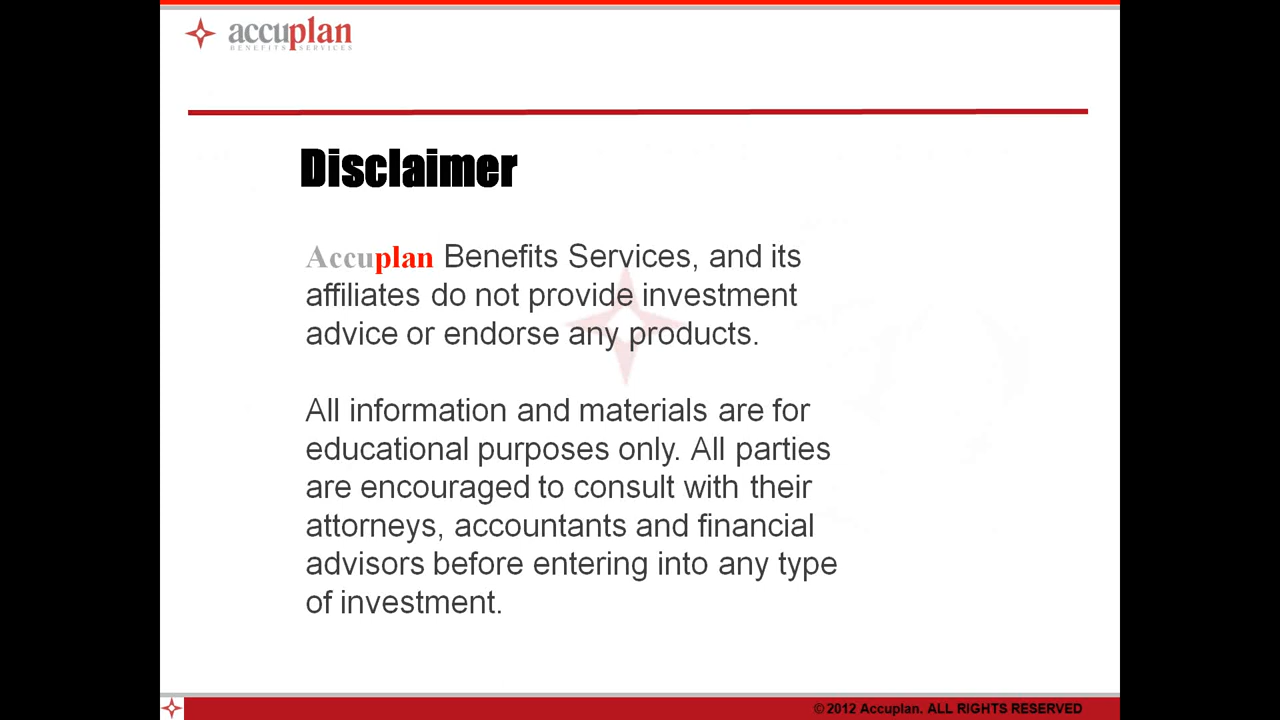 accuplan
BENEFITS SERVICES
Disclaimer
Accuplan Benefits Services, and its
affiliates do not provide investment
advice or endorse any products.
All information and materials are for
educational purposes only. All parties
are encouraged to consult with their
attorneys, accountants and financial
advisors before entering into any type
of investment.
© 2012 Accuplan. ALL RIGHTS RESERVED